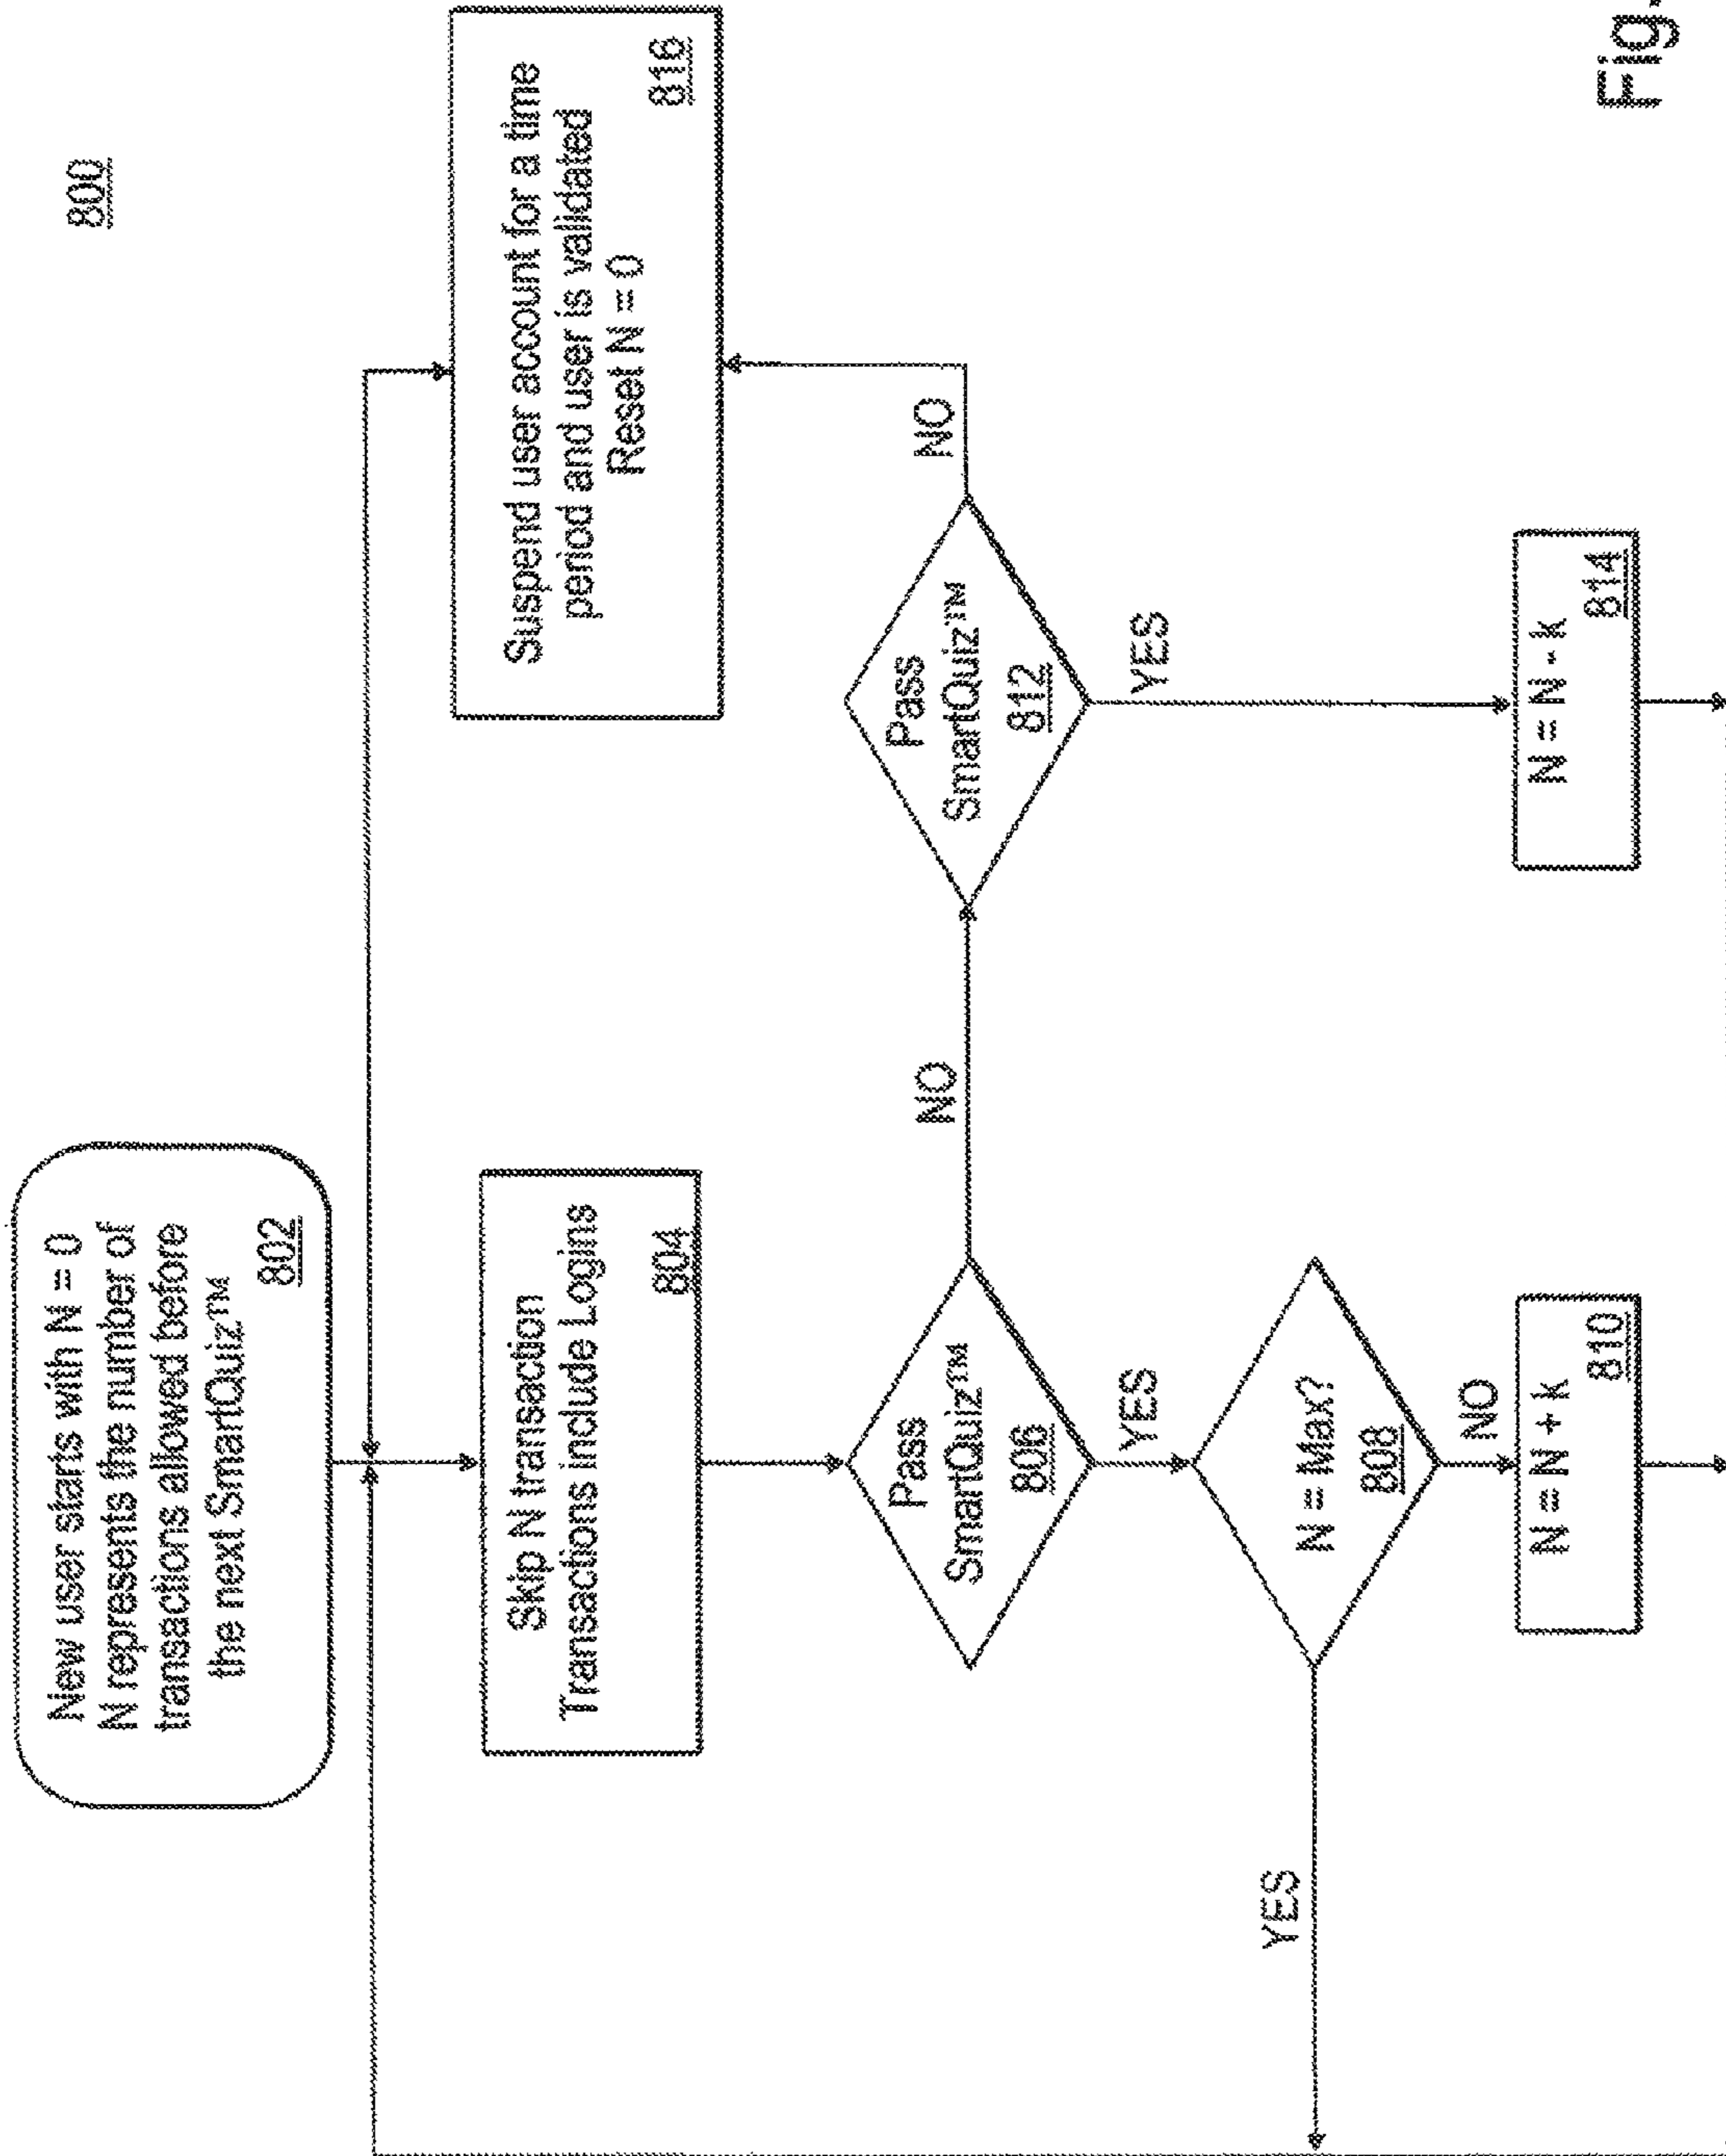 800
New user starts with N = 0
N represents the number of
transactions allowed before
the next SmartQuiz™
802
Suspend user account for a time
period and user is validated
Reset N = 0
816
Skip N transaction
Transactions include Logins
804
Pass
SmartQuiz™
806
NO
Pass
SmartQuiz™
812
NO
YES
YES
N = Max?
808
YES
NO
N = N + k
810
N = N - k
814
Fig.